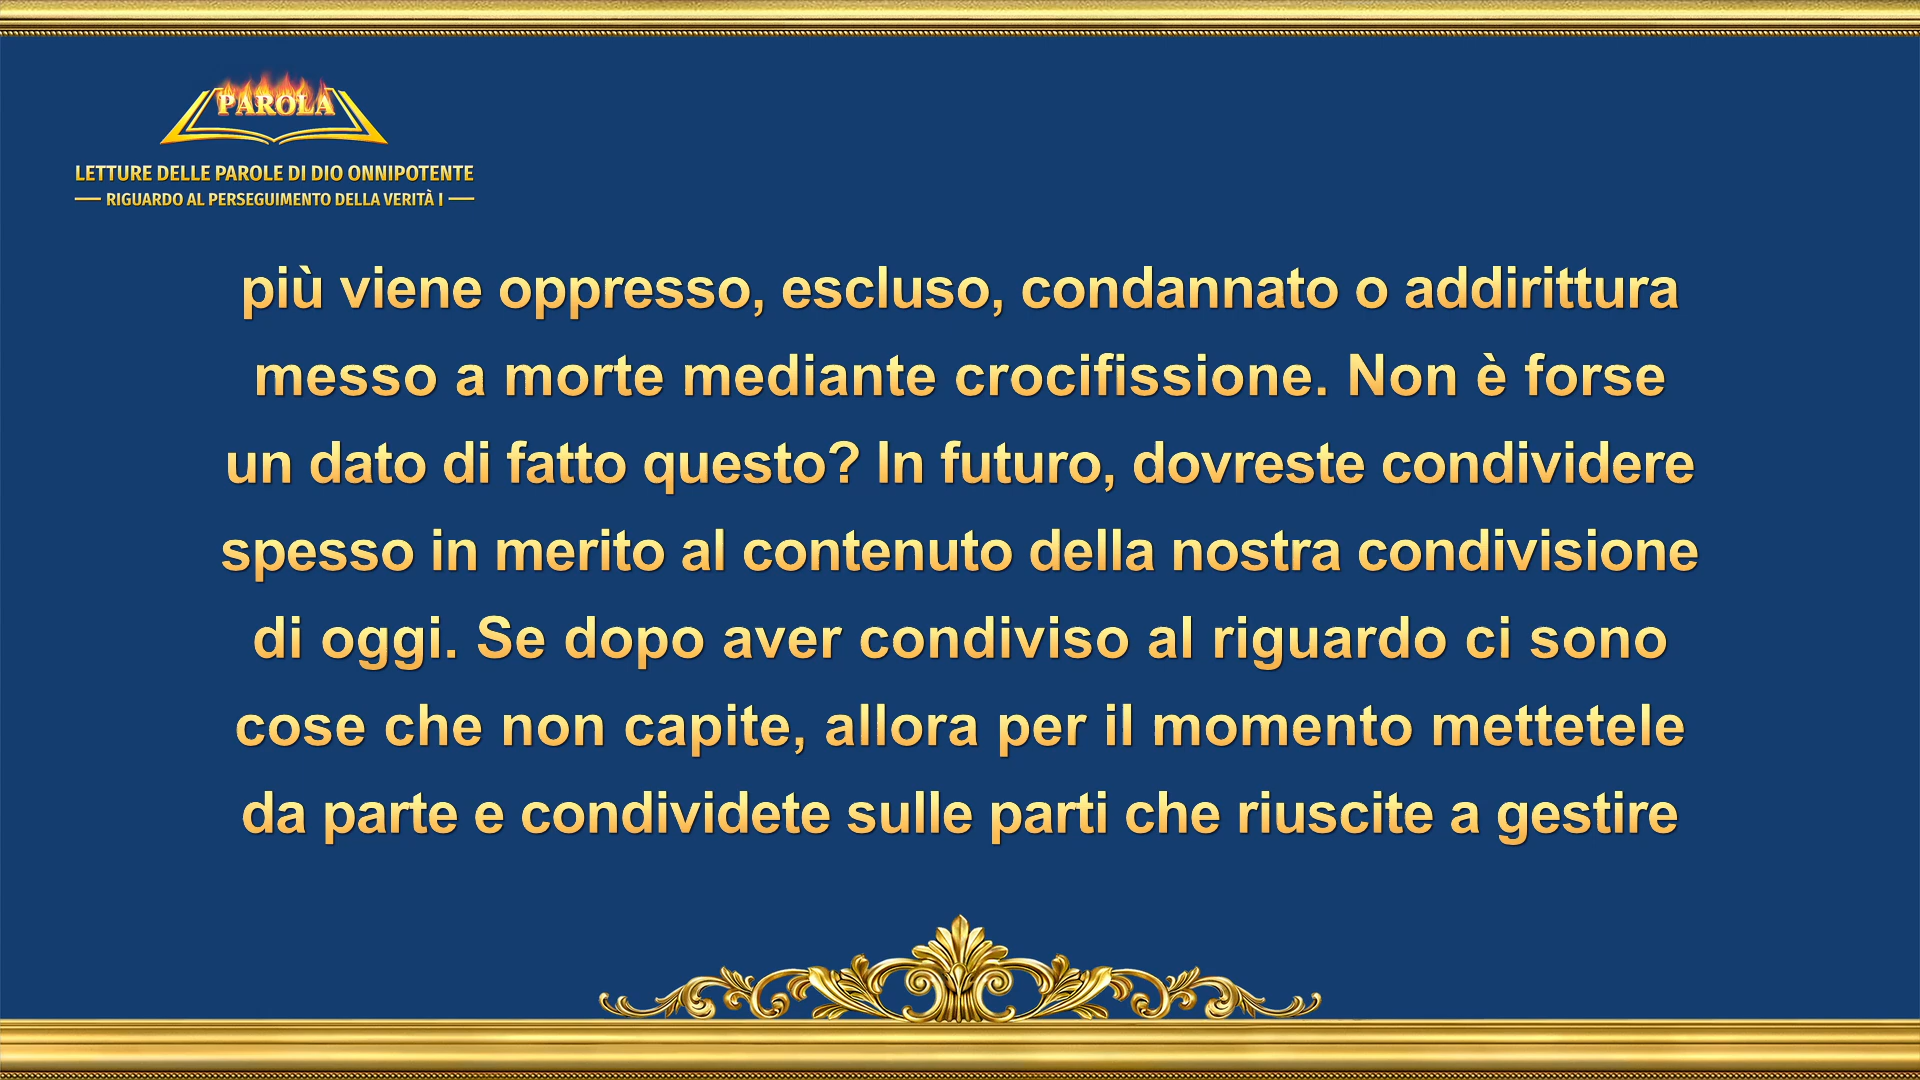 PAROLA
LETTURE DELLE PAROLE DI DIO ONNIPOTENTE
RIGUARDO AL PERSEGUIMENTO DELLA VERITÀ I
più viene oppresso, escluso, condannato o addirittura
messo a morte mediante crocifissione. Non è forse
un dato di fatto questo? In futuro, dovreste condividere
spesso in merito al contenuto della nostra condivisione
di oggi. Se dopo aver condiviso al riguardo ci sono
cose che non capite, allora per il momento mettetele
da parte e condividete sulle parti che riuscite a gestire